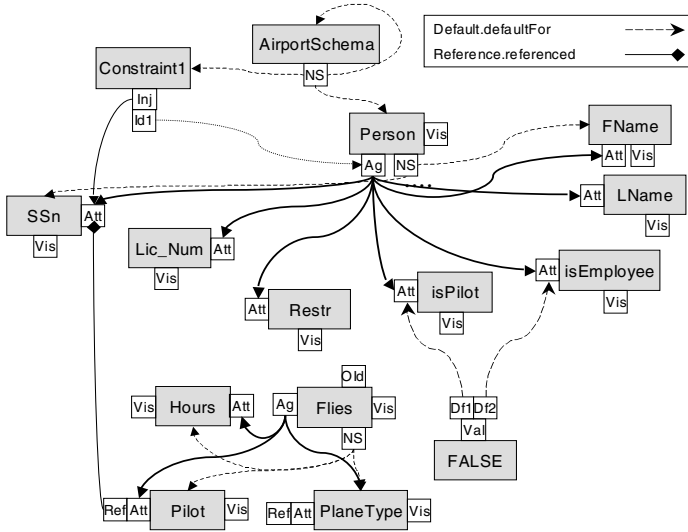 AirportSchema
NS
Default.defaultFor
Reference.referenced
Constraint1
Inj
Id1
Person
Vis
Ag
NS
FName
Att
Vis
....
SSn
Att
Vis
Att
LName
Vis
Lic_Num
Att
Vis
Att
isEmployee
Vis
Att
isPilot
Vis
Att
Restr
Vis
Old
Vis
Hours
Att
Ag
Flies
Vis
NS
Df1
Df2
Val
FALSE
Ref
Att
Pilot
Vis
Ref
Att
PlaneType
Vis